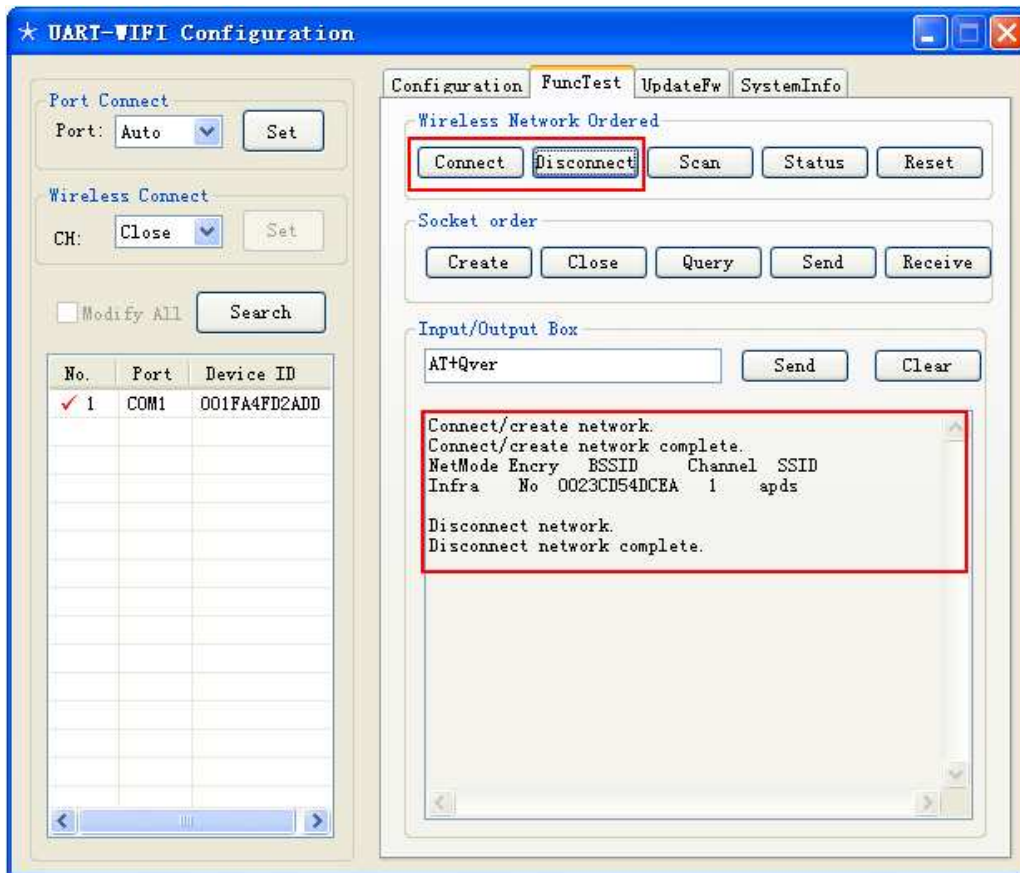 UART-WIFI Configuration
Port Connect
Port: Auto Set
Wireless Connect
CH: Close Set
Modify All Search
No. Port Device ID
1 COM1 001FA4FD2ADD
Configuration FuncTest UpdateFw SystemInfo
Wireless Network Ordered
Connect Disconnect Scan Status Reset
Socket order
Create Close Query Send Receive
Input/Output Box
AT+Qver Send Clear
Connect/create network.
Connect/create network complete.
NetMode Encry BSSID Channel SSID
Infra No 0023CD54DCEA 1 apds
Disconnect network.
Disconnect network complete.